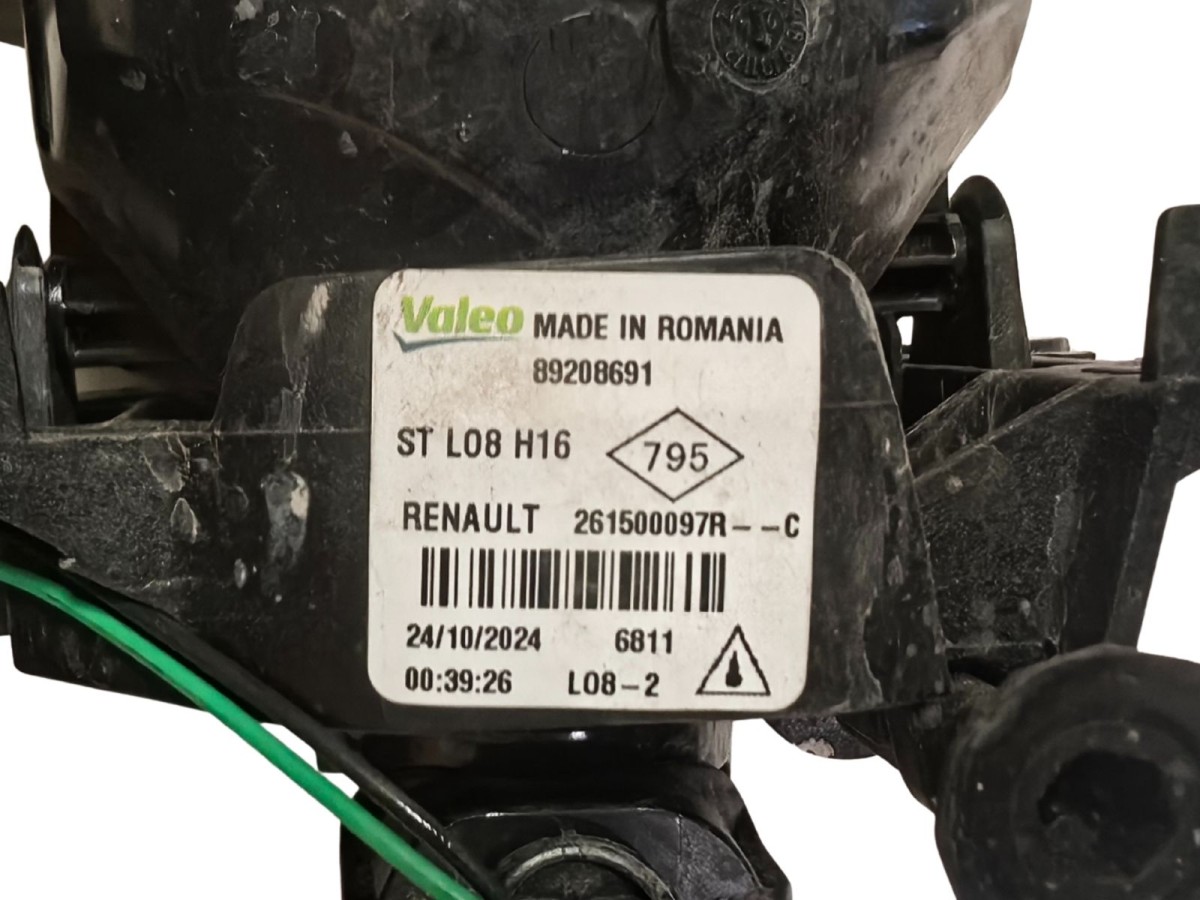 Valeo MADE IN ROMANIA
89208691
ST L08 H16
795
RENAULT 261500097R--C
24/10/2024 6811
00:39:26 L08-2